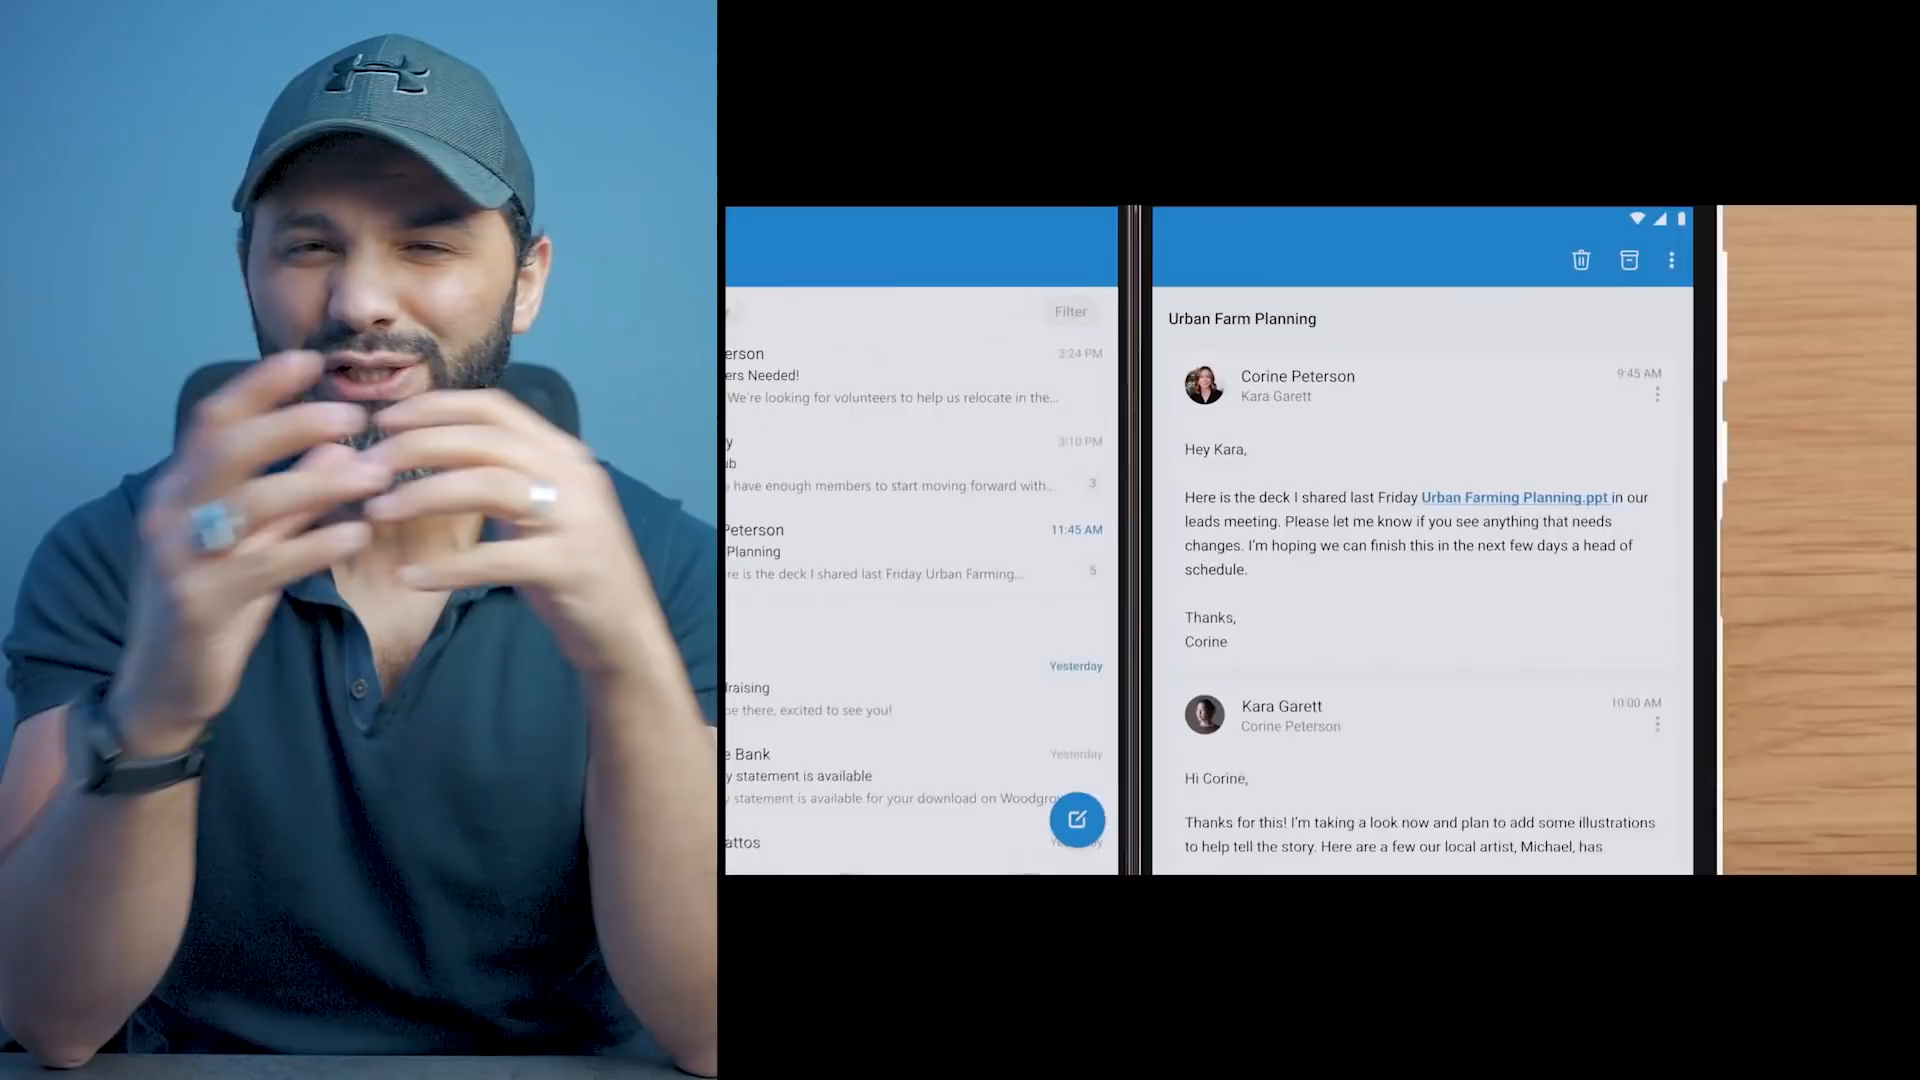 Filter
erson
3:24 PM
ers Needed!
We're looking for volunteers to help us relocate in the...
y
3:10 PM
ub
have enough members to start moving forward with...
3
Peterson
11:45 AM
Planning
re is the deck I shared last Friday Urban Farming...
5
Yesterday
draising
be there, excited to see you!
e Bank
Yesterday
y statement is available
y statement is available for your download on Woodgro
attos
Urban Farm Planning
Corine Peterson
9:45 AM
Kara Garett
Hey Kara,
Here is the deck I shared last Friday Urban Farming Planning.ppt in our
leads meeting. Please let me know if you see anything that needs
changes. I'm hoping we can finish this in the next few days a head of
schedule.
Thanks,
Corine
Kara Garett
10:00 AM
Corine Peterson
Hi Corine,
Thanks for this! I'm taking a look now and plan to add some illustrations
to help tell the story. Here are a few our local artist, Michael, has